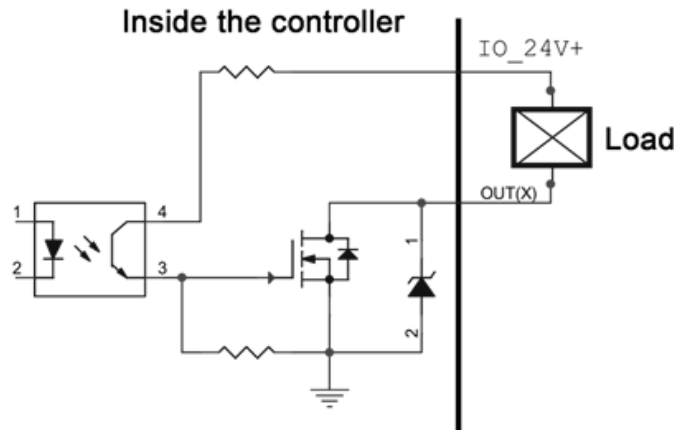 Inside the controller
IO_24V+
Load
OUT(X)
1
4
2
3
1
2